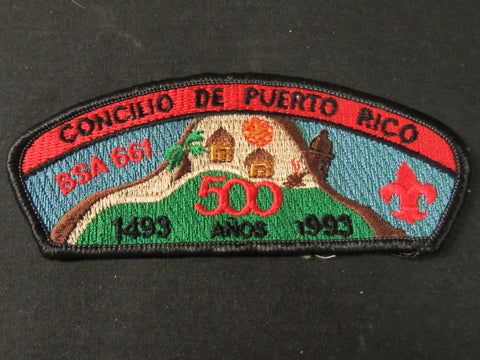 CONCILIO DE PUERTO RICO
BSA 661
500
1493 AÑOS 1993